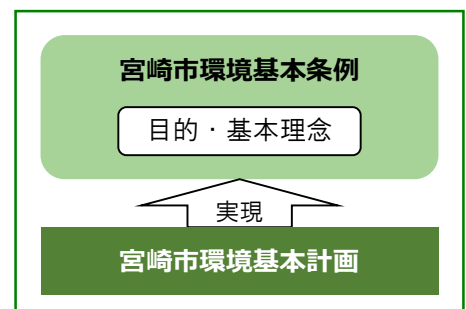 宮崎市環境基本条例
目的・基本理念
実現
宮崎市環境基本計画